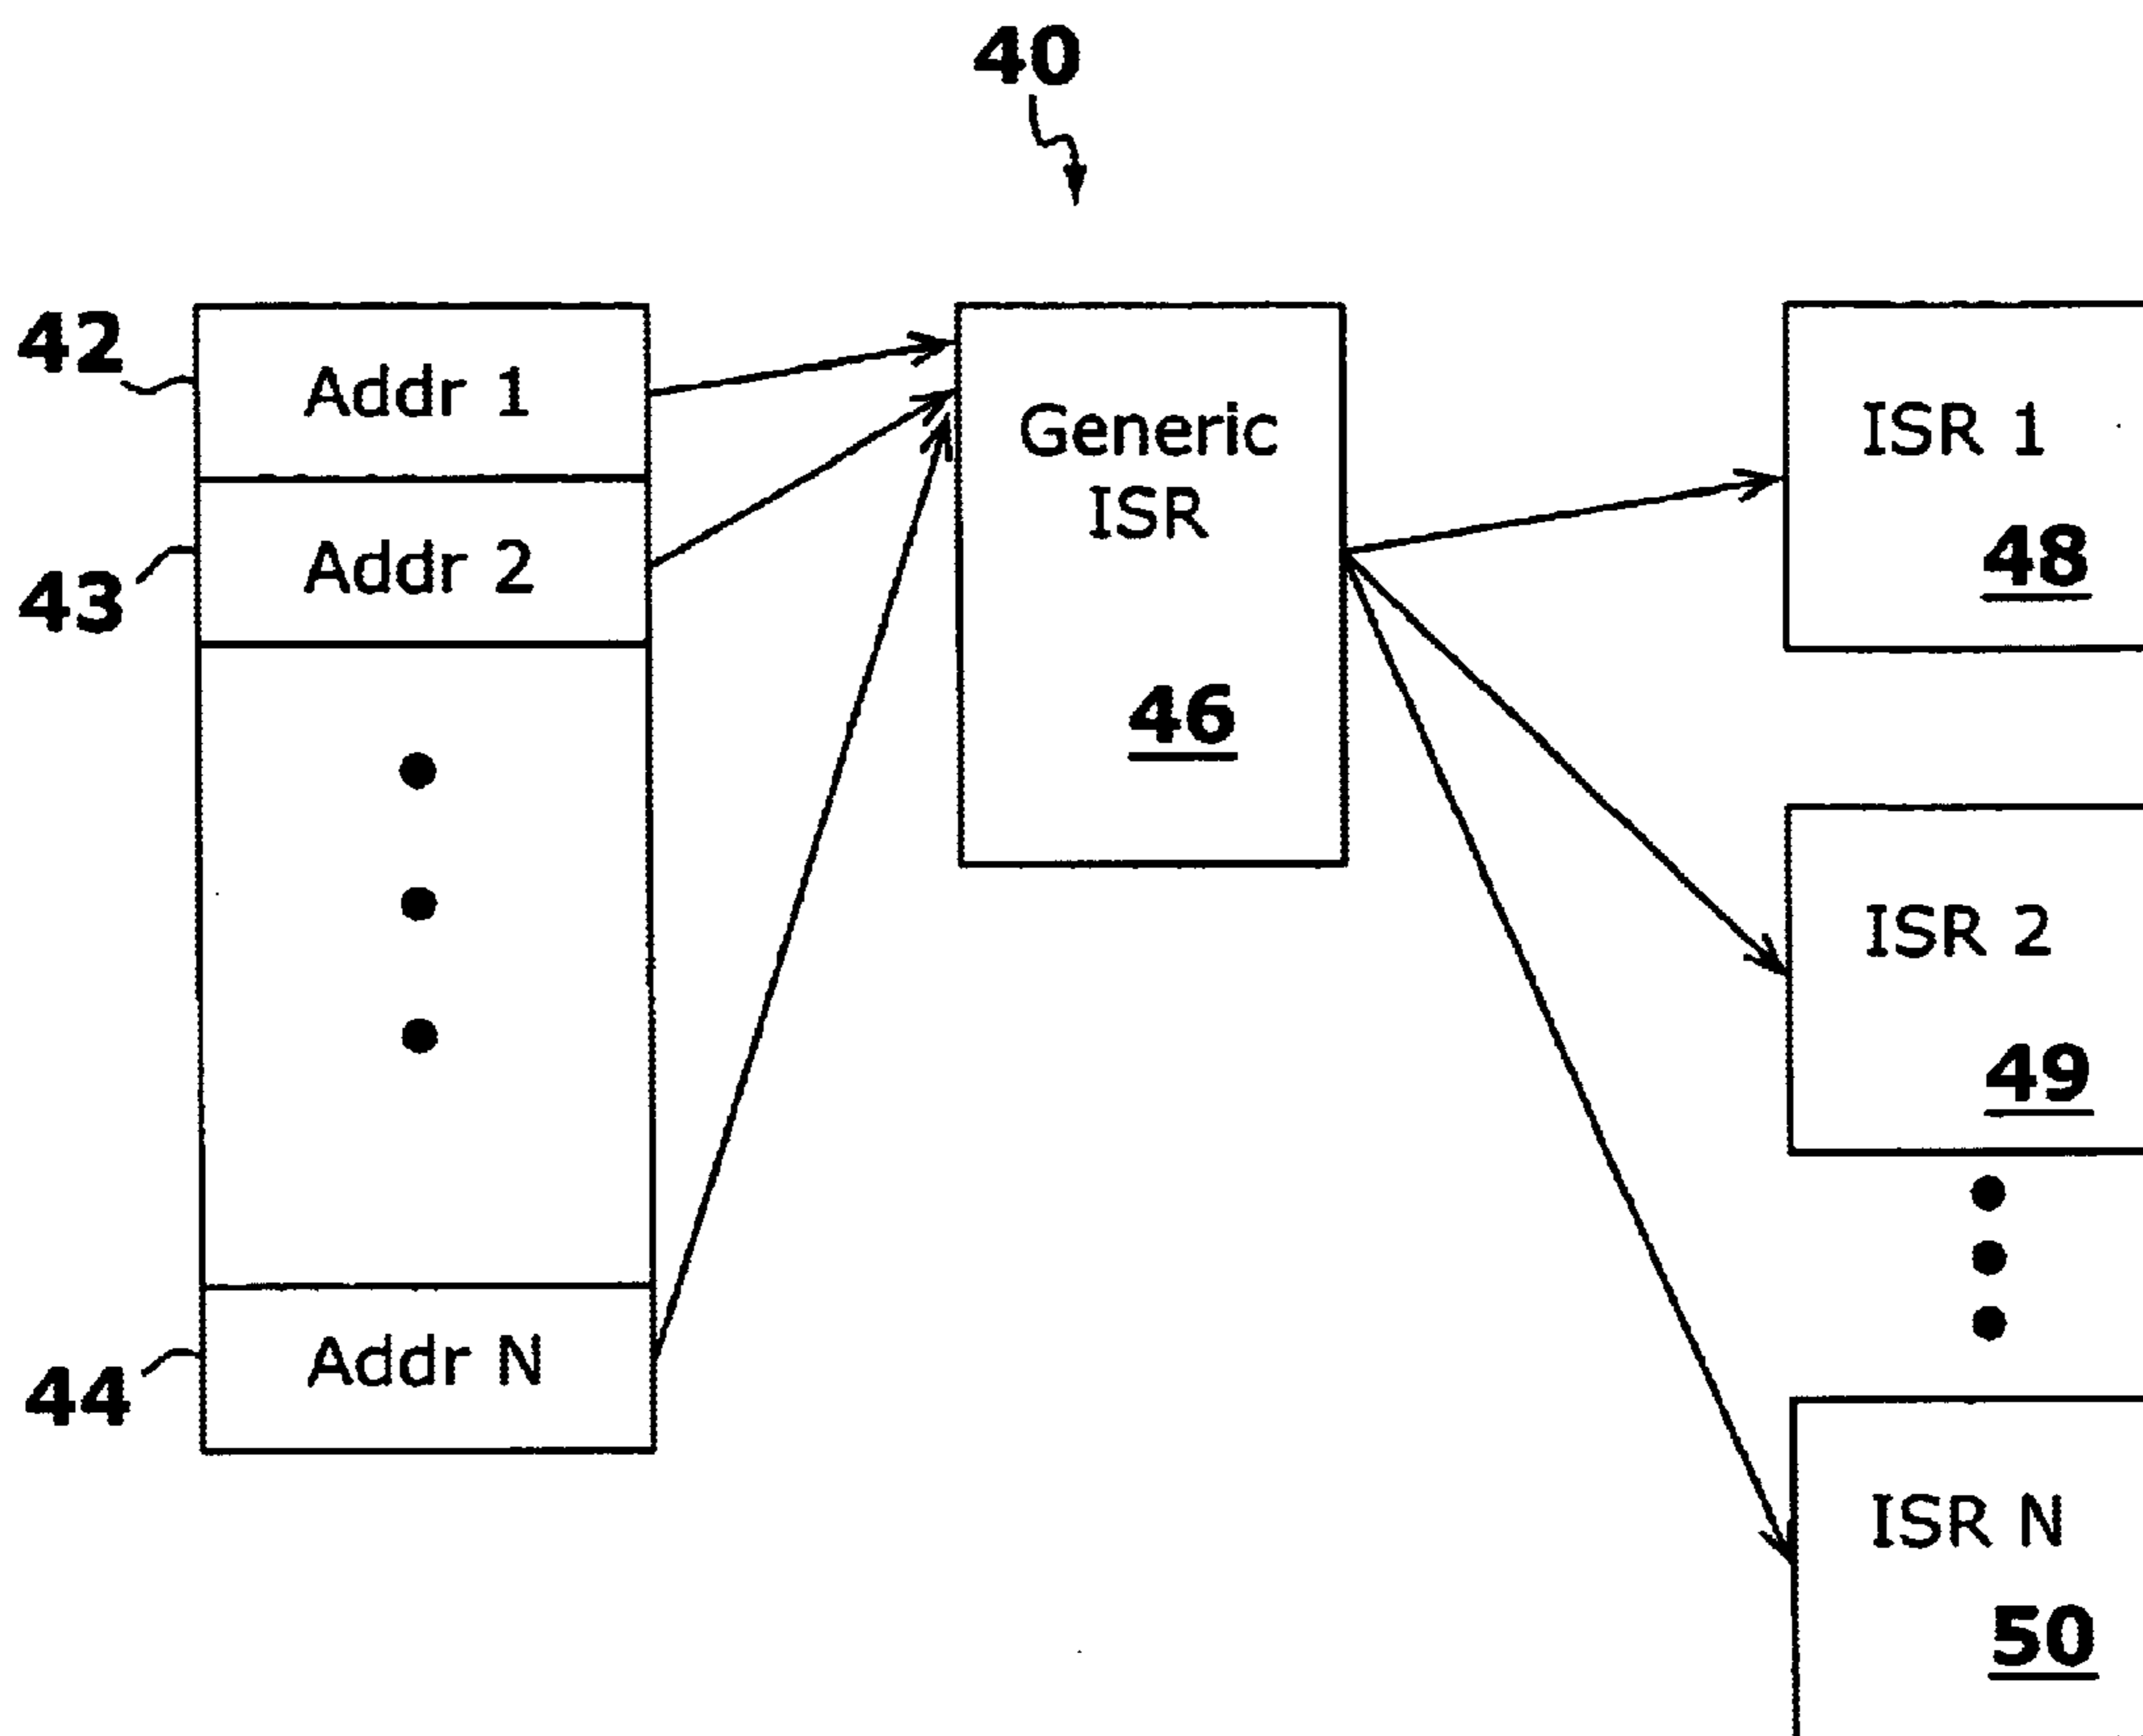 40
42
Addr 1
43
Addr 2
44
Addr N
Generic
ISR
46
ISR 1
48
ISR 2
49
ISR N
50